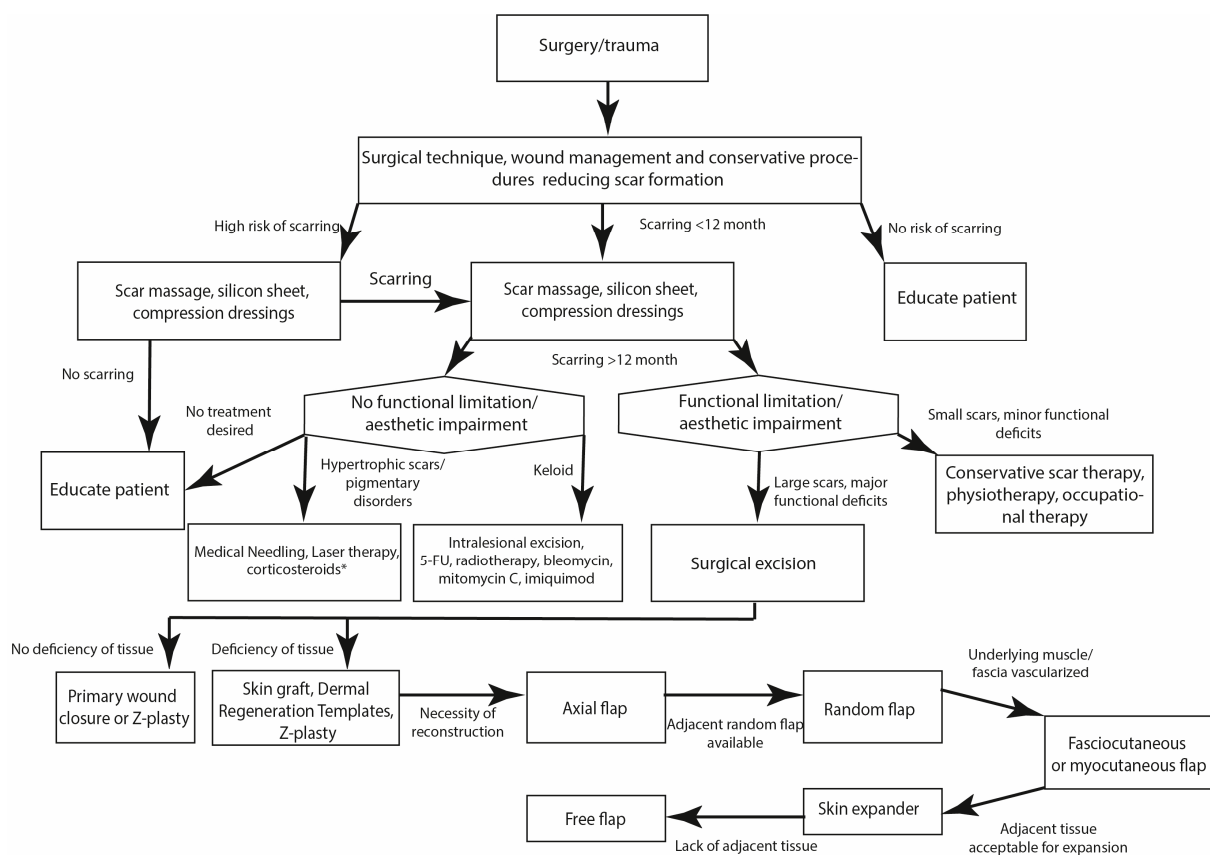 Surgery/trauma
Surgical technique, wound management and conservative proce-
dures  reducing scar formation
High risk of scarring
Scarring <12 month
No risk of scarring
Scar massage, silicon sheet,
compression dressings
Scarring
Scar massage, silicon sheet,
compression dressings
Educate patient
No scarring
Scarring >12 month
No treatment
desired
No functional limitation/
aesthetic impairment
Functional limitation/
aesthetic impairment
Small scars, minor functional
deficits
Educate patient
Hypertrophic scars/
pigmentary
disorders
Keloid
Large scars, major
functional deficits
Conservative scar therapy,
physiotherapy, occupatio-
nal therapy
Medical Needling, Laser therapy,
corticosteroids*
Intralesional excision,
5-FU, radiotherapy, bleomycin,
mitomycin C, imiquimod
Surgical excision
No deficiency of tissue
Deficiency of tissue
Primary wound
closure or Z-plasty
Skin graft, Dermal
Regeneration Templates,
Z-plasty
Necessity of
reconstruction
Axial flap
Adjacent random flap
available
Random flap
Underlying muscle/
fascia vascularized
Fasciocutaneous
or myocutaneous flap
Free flap
Lack of adjacent tissue
Skin expander
Adjacent tissue
acceptable for expansion